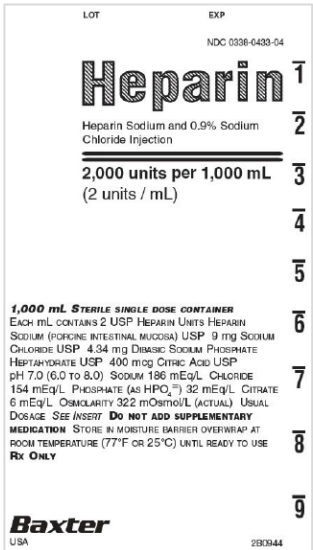 LOT EXP
NDC 0338-0433-04
Heparin
Heparin Sodium and 0.9% Sodium
Chloride Injection
2,000 units per 1,000 mL
(2 units / mL)
1
2
3
4
5
6
7
8
9
1,000 mL STERILE SINGLE DOSE CONTAINER
EACH mL CONTAINS 2 USP HEPARIN UNITS HEPARIN
SODIUM (PORCINE INTESTINAL MUCOSA) USP 9 mg SODIUM
CHLORIDE USP 4.34 mg DIBASIC SODIUM PHOSPHATE
HEPTAHYDRATE USP 400 mcg CITRIC ACID USP
pH 7.0 (6.0 TO 8.0) SODIUM 186 mEq/L CHLORIDE
154 mEq/L PHOSPHATE (AS HPO₄⁼) 32 mEq/L CITRATE
6 mEq/L OSMOLARITY 322 mOsmol/L (ACTUAL) USUAL
DOSAGE SEE INSERT DO NOT ADD SUPPLEMENTARY
MEDICATION STORE IN MOISTURE BARRIER OVERWRAP AT
ROOM TEMPERATURE (77°F OR 25°C) UNTIL READY TO USE
RX ONLY
Baxter
USA 2B0944